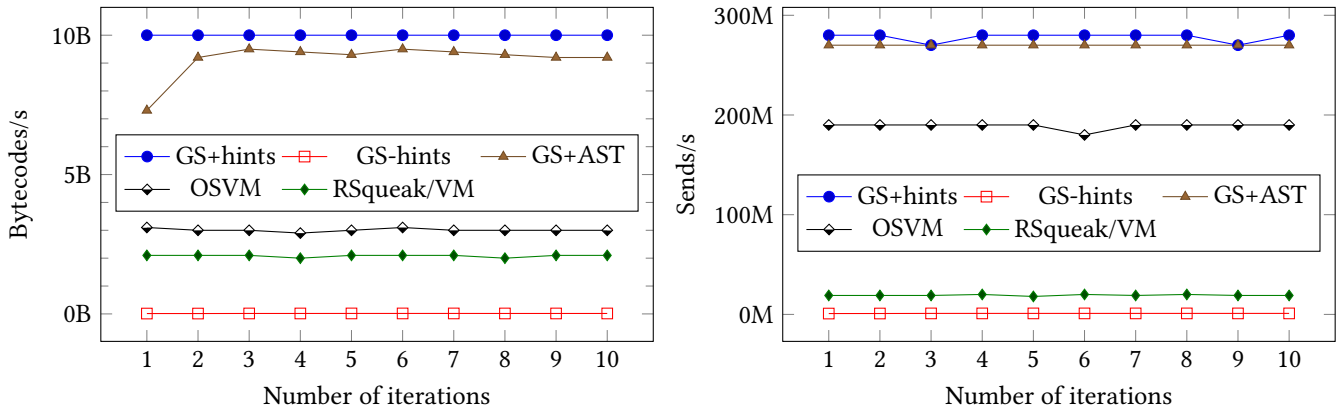 10B
5B
0B
Bytecodes/s
GS+hints GS-hints GS+AST
OSVM RSqueak/VM
1 2 3 4 5 6 7 8 9 10
Number of iterations
300M
200M
100M
0M
Sends/s
GS+hints GS-hints GS+AST
OSVM RSqueak/VM
1 2 3 4 5 6 7 8 9 10
Number of iterations